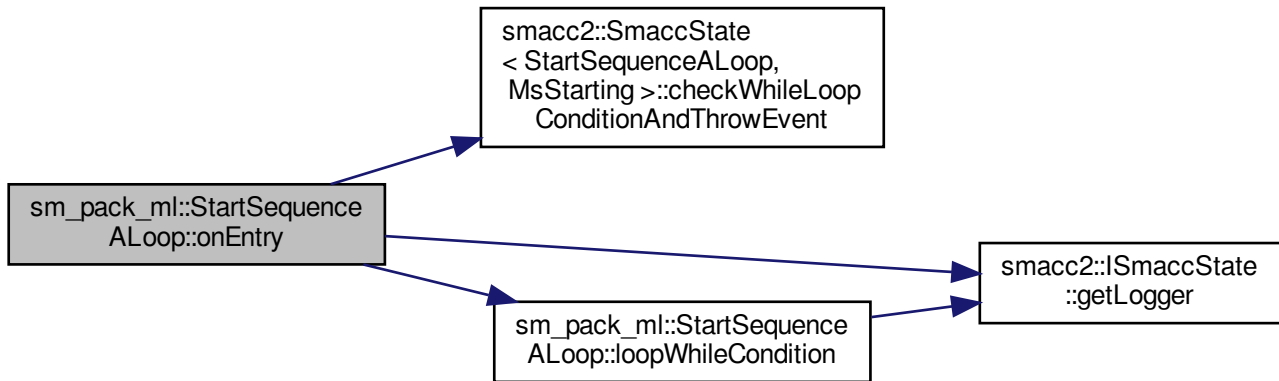 smacc2::SmaccState
< StartSequenceALoop,
MsStarting >::checkWhileLoop
ConditionAndThrowEvent
sm_pack_ml::StartSequence
ALoop::onEntry
smacc2::ISmaccState
::getLogger
sm_pack_ml::StartSequence
ALoop::loopWhileCondition